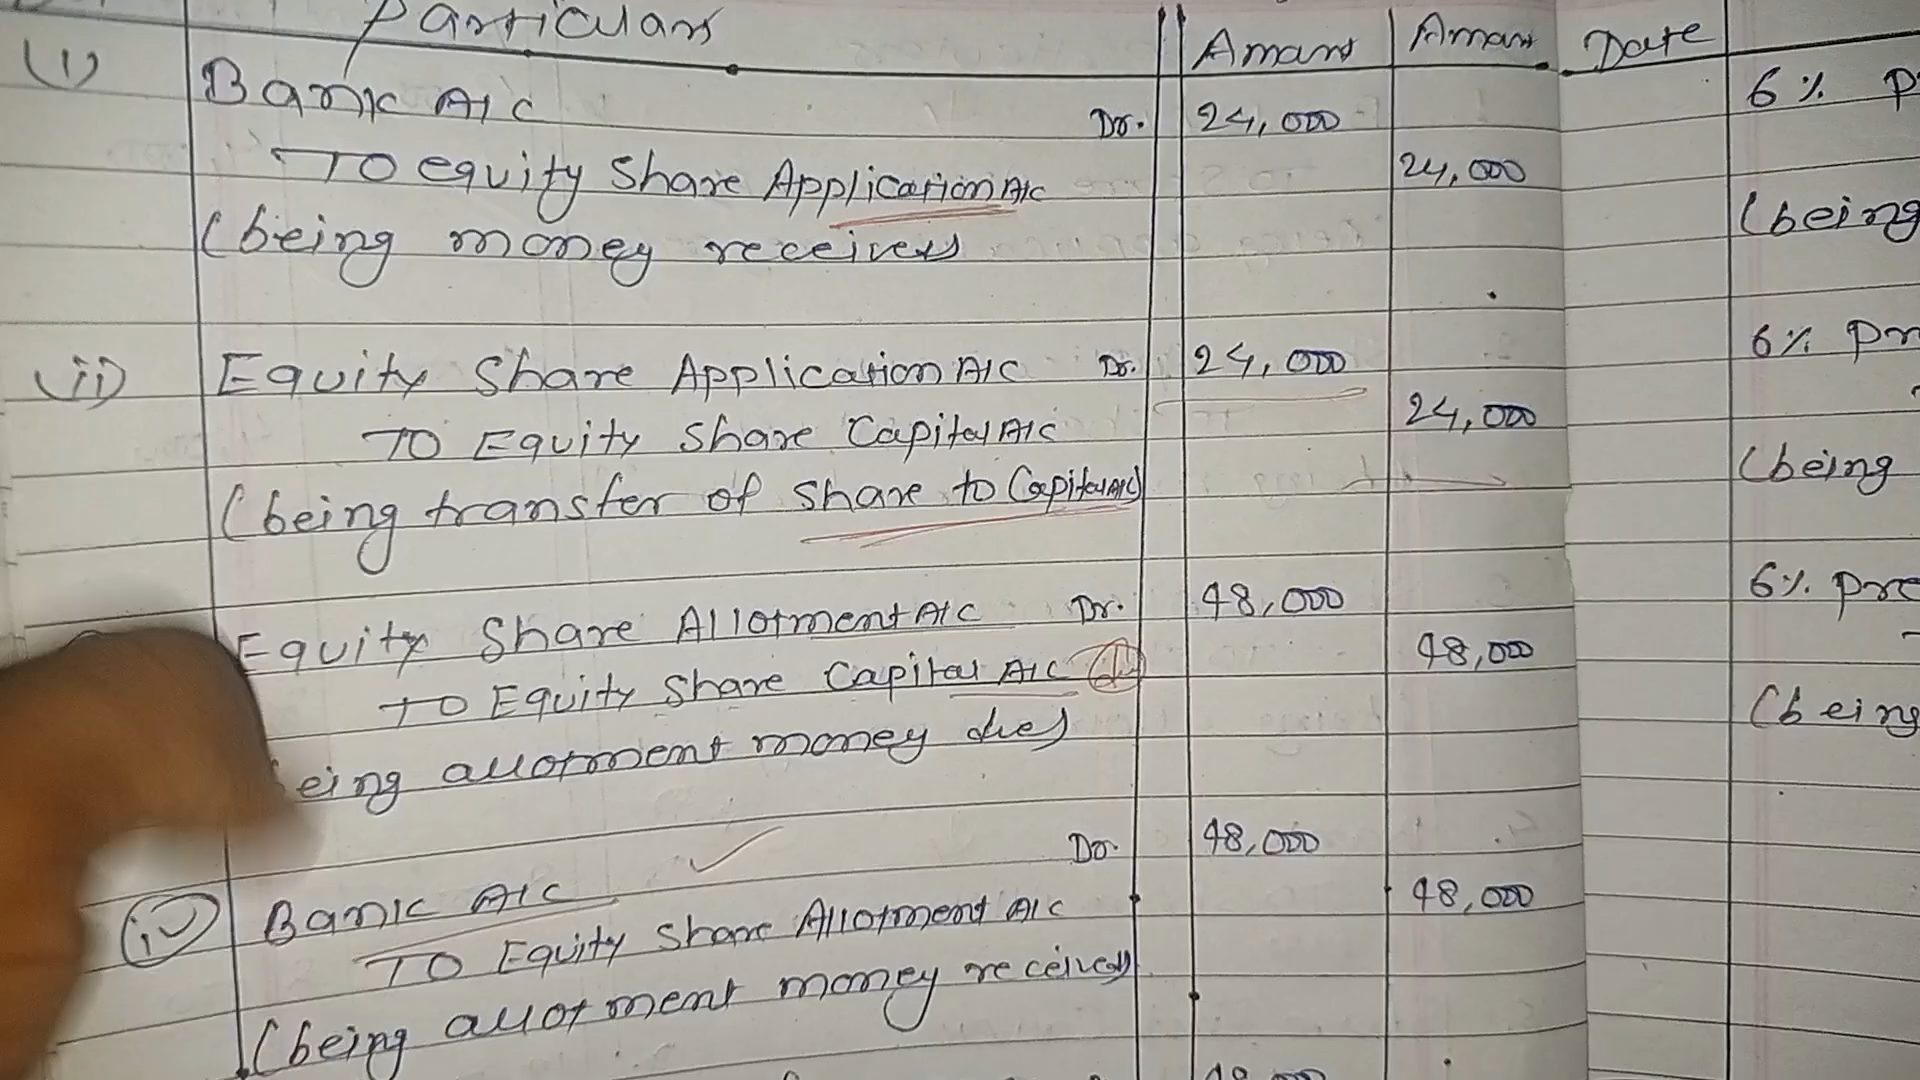 Particulars Amount Amount Date
(i) Bank A/c Dr. 24,000
To equity Share Application A/c 24,000
(being money received
(ii) Equity Share Application A/c Dr. 24,000
To Equity Share Capital A/c 24,000
(being transfer of Share to Capital A/c)
Equity Share Allotment A/c Dr. 48,000
To Equity Share Capital A/c 48,000
eing allotment money due)
(iv) Bank A/c Dr. 48,000
To Equity Share Allotment A/c 48,000
(being allotment money received)
6%
(being
6% Pr
(being
6% pre
(being